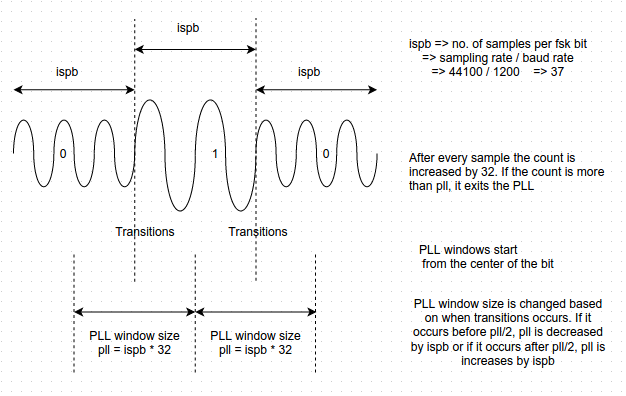 ispb
ispb
ispb
0
1
0
Transitions
Transitions
PLL window size
pll = ispb * 32
PLL window size
pll = ispb * 32
ispb => no. of samples per fsk bit
=> sampling rate / baud rate
=> 44100 / 1200 => 37
After every sample the count is
increased by 32. If the count is more
than pll, it exits the PLL
PLL windows start
from the center of the bit
PLL window size is changed based
on when transitions occurs. If it
occurs before pll/2, pll is decreased
by ispb or if it occurs after pll/2, pll is
increases by ispb